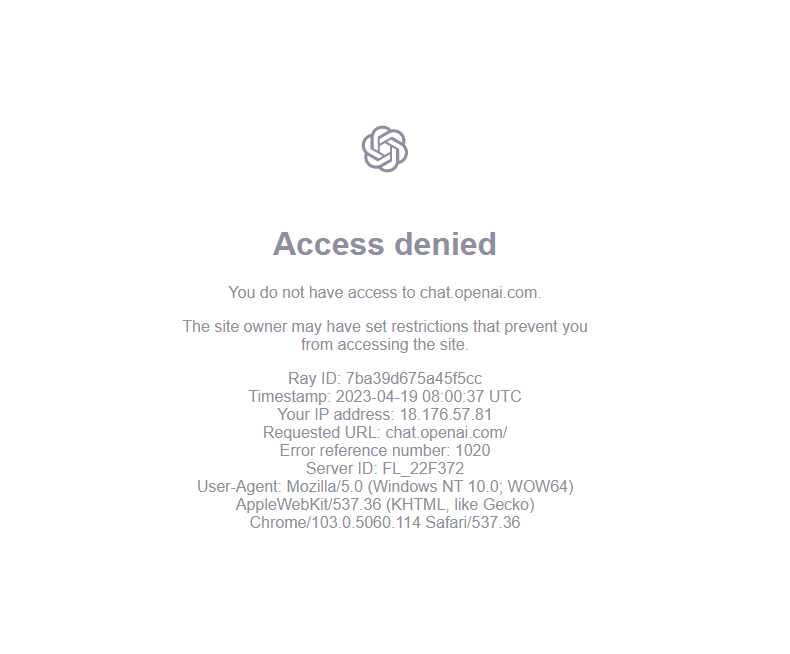 Access denied
You do not have access to chat.openai.com.
The site owner may have set restrictions that prevent you
from accessing the site.
Ray ID: 7ba39d675a45f5cc
Timestamp: 2023-04-19 08:00:37 UTC
Your IP address: 18.176.57.81
Requested URL: chat.openai.com/
Error reference number: 1020
Server ID: FL_22F372
User-Agent: Mozilla/5.0 (Windows NT 10.0; WOW64)
AppleWebKit/537.36 (KHTML, like Gecko)
Chrome/103.0.5060.114 Safari/537.36